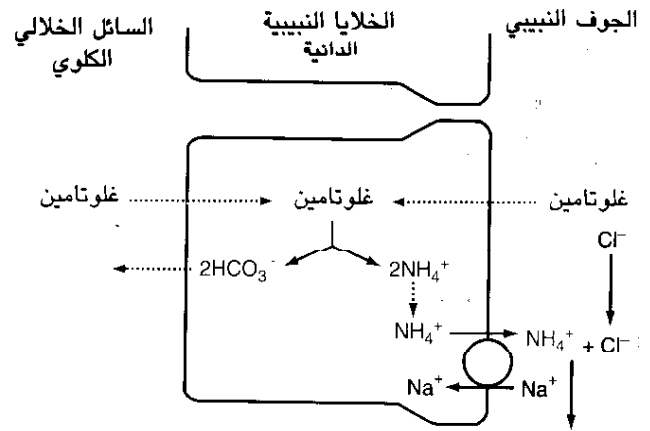 الجوف النبيبي
الخلايا النبيبية
الدانية
السائل الخلالي
الكلوي
غلوتامين
غلوتامين
غلوتامين
Cl⁻
2NH₄⁺
2HCO₃⁻
NH₄⁺
NH₄⁺ + Cl⁻
Na⁺
Na⁺